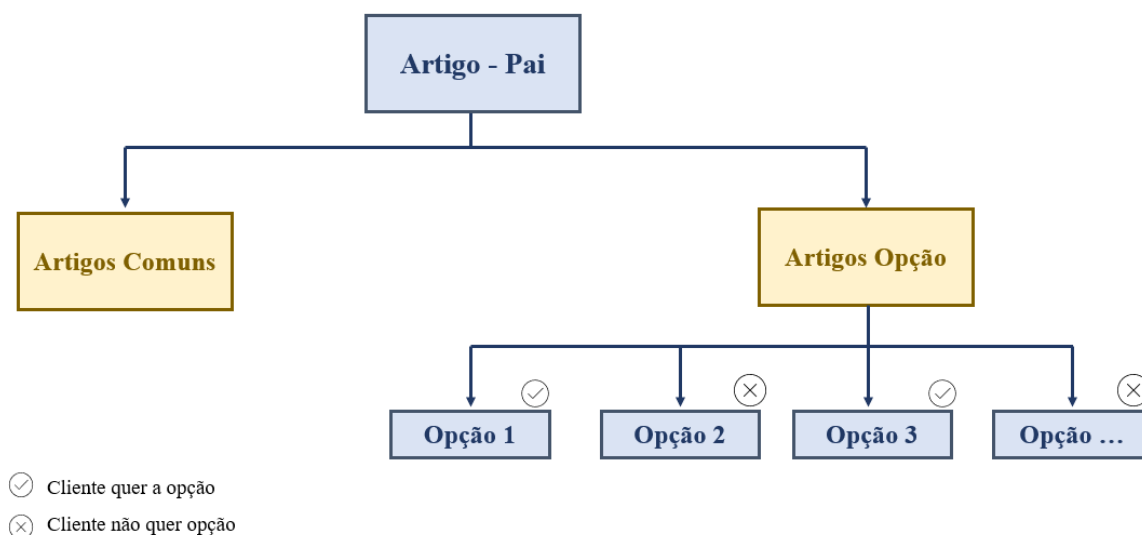 Artigo - Pai
Artigos Comuns
Artigos Opção
Opção 1
Opção 2
Opção 3
Opção ...
Cliente quer a opção
Cliente não quer opção